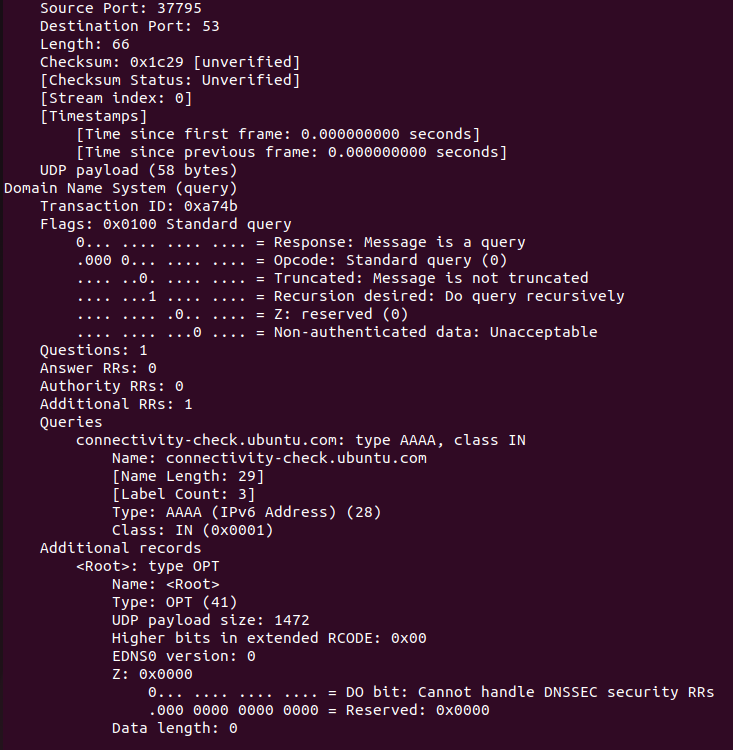 Source Port: 37795
Destination Port: 53
Length: 66
Checksum: 0x1c29 [unverified]
[Checksum Status: Unverified]
[Stream index: 0]
[Timestamps]
[Time since first frame: 0.000000000 seconds]
[Time since previous frame: 0.000000000 seconds]
UDP payload (58 bytes)
Domain Name System (query)
Transaction ID: 0xa74b
Flags: 0x0100 Standard query
0... .... .... .... = Response: Message is a query
.000 0... .... .... = Opcode: Standard query (0)
.... ..0. .... .... = Truncated: Message is not truncated
.... ...1 .... .... = Recursion desired: Do query recursively
.... .... .0.. .... = Z: reserved (0)
.... .... ...0 .... = Non-authenticated data: Unacceptable
Questions: 1
Answer RRs: 0
Authority RRs: 0
Additional RRs: 1
Queries
connectivity-check.ubuntu.com: type AAAA, class IN
Name: connectivity-check.ubuntu.com
[Name Length: 29]
[Label Count: 3]
Type: AAAA (IPv6 Address) (28)
Class: IN (0x0001)
Additional records
<Root>: type OPT
Name: <Root>
Type: OPT (41)
UDP payload size: 1472
Higher bits in extended RCODE: 0x00
EDNS0 version: 0
Z: 0x0000
0... .... .... .... = DO bit: Cannot handle DNSSEC security RRs
.000 0000 0000 0000 = Reserved: 0x0000
Data length: 0